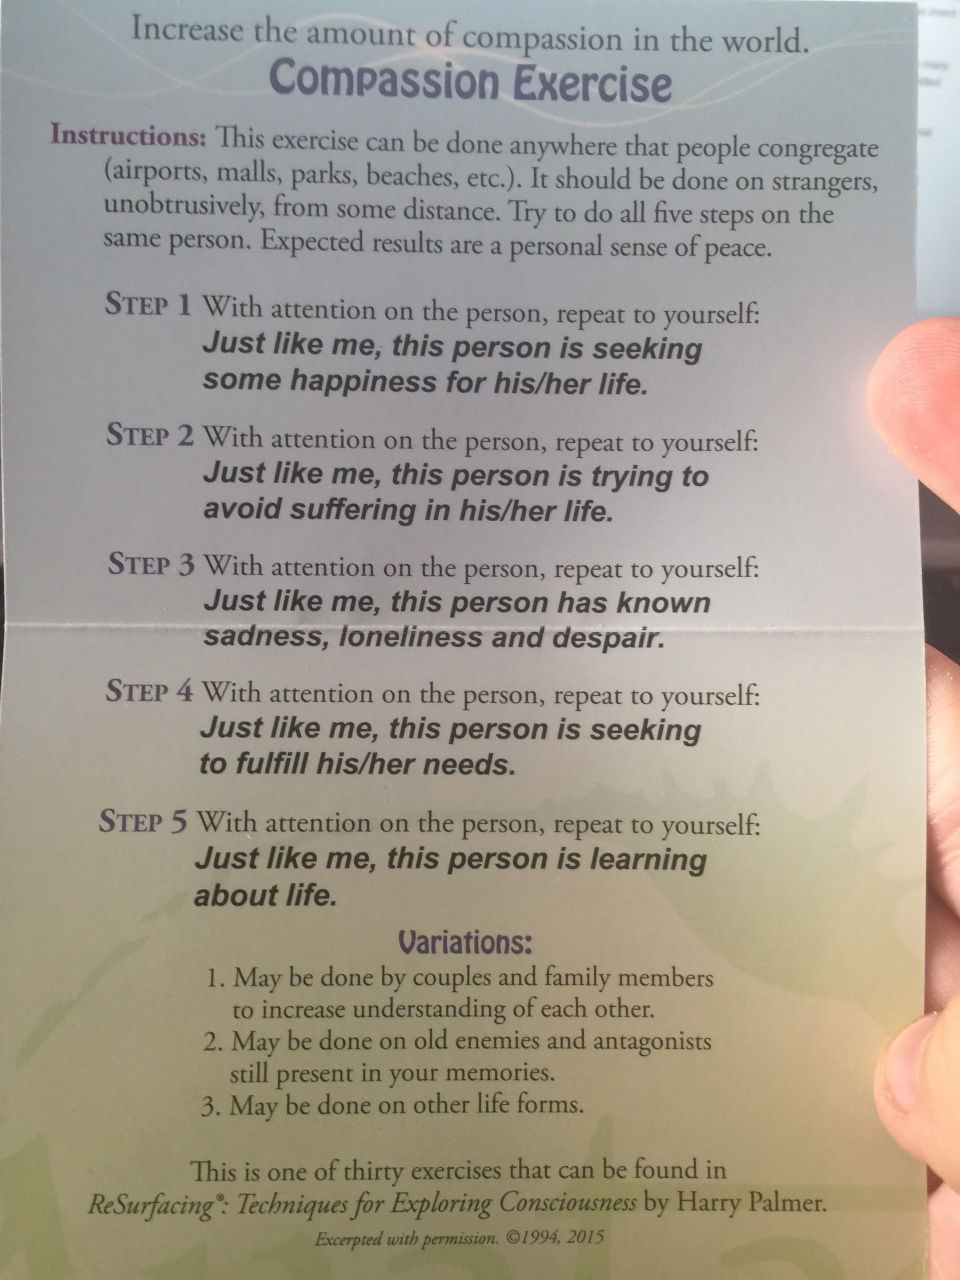 Increase the amount of compassion in the world.
Compassion Exercise
Instructions: This exercise can be done anywhere that people congregate
(airports, malls, parks, beaches, etc.). It should be done on strangers,
unobtrusively, from some distance. Try to do all five steps on the
same person. Expected results are a personal sense of peace.
STEP 1 With attention on the person, repeat to yourself:
Just like me, this person is seeking
some happiness for his/her life.
STEP 2 With attention on the person, repeat to yourself:
Just like me, this person is trying to
avoid suffering in his/her life.
STEP 3 With attention on the person, repeat to yourself:
Just like me, this person has known
sadness, loneliness and despair.
STEP 4 With attention on the person, repeat to yourself:
Just like me, this person is seeking
to fulfill his/her needs.
STEP 5 With attention on the person, repeat to yourself:
Just like me, this person is learning
about life.
Variations:
1. May be done by couples and family members
to increase understanding of each other.
2. May be done on old enemies and antagonists
still present in your memories.
3. May be done on other life forms.
This is one of thirty exercises that can be found in
ReSurfacing®: Techniques for Exploring Consciousness by Harry Palmer.
Excerpted with permission. ©1994, 2015